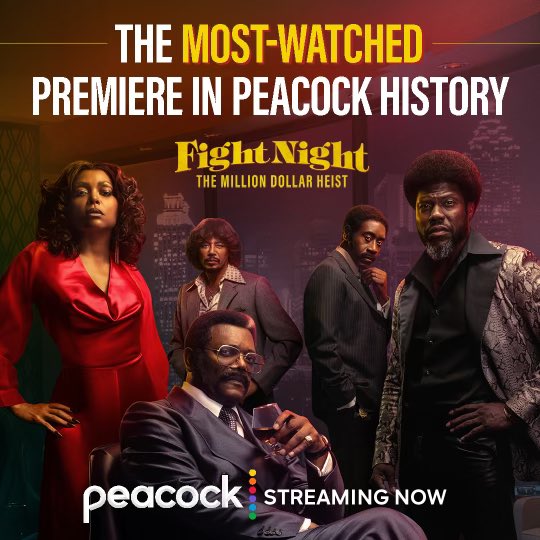 THE MOST-WATCHED
PREMIERE IN PEACOCK HISTORY
Fight Night
THE MILLION DOLLAR HEIST
peacock STREAMING NOW